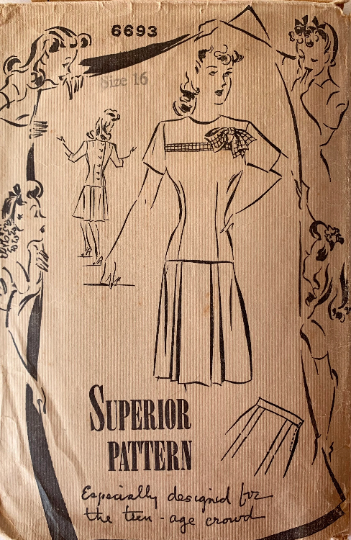 6693
Size 16
SUPERIOR
PATTERN
Especially designed for
the teen-age crowd